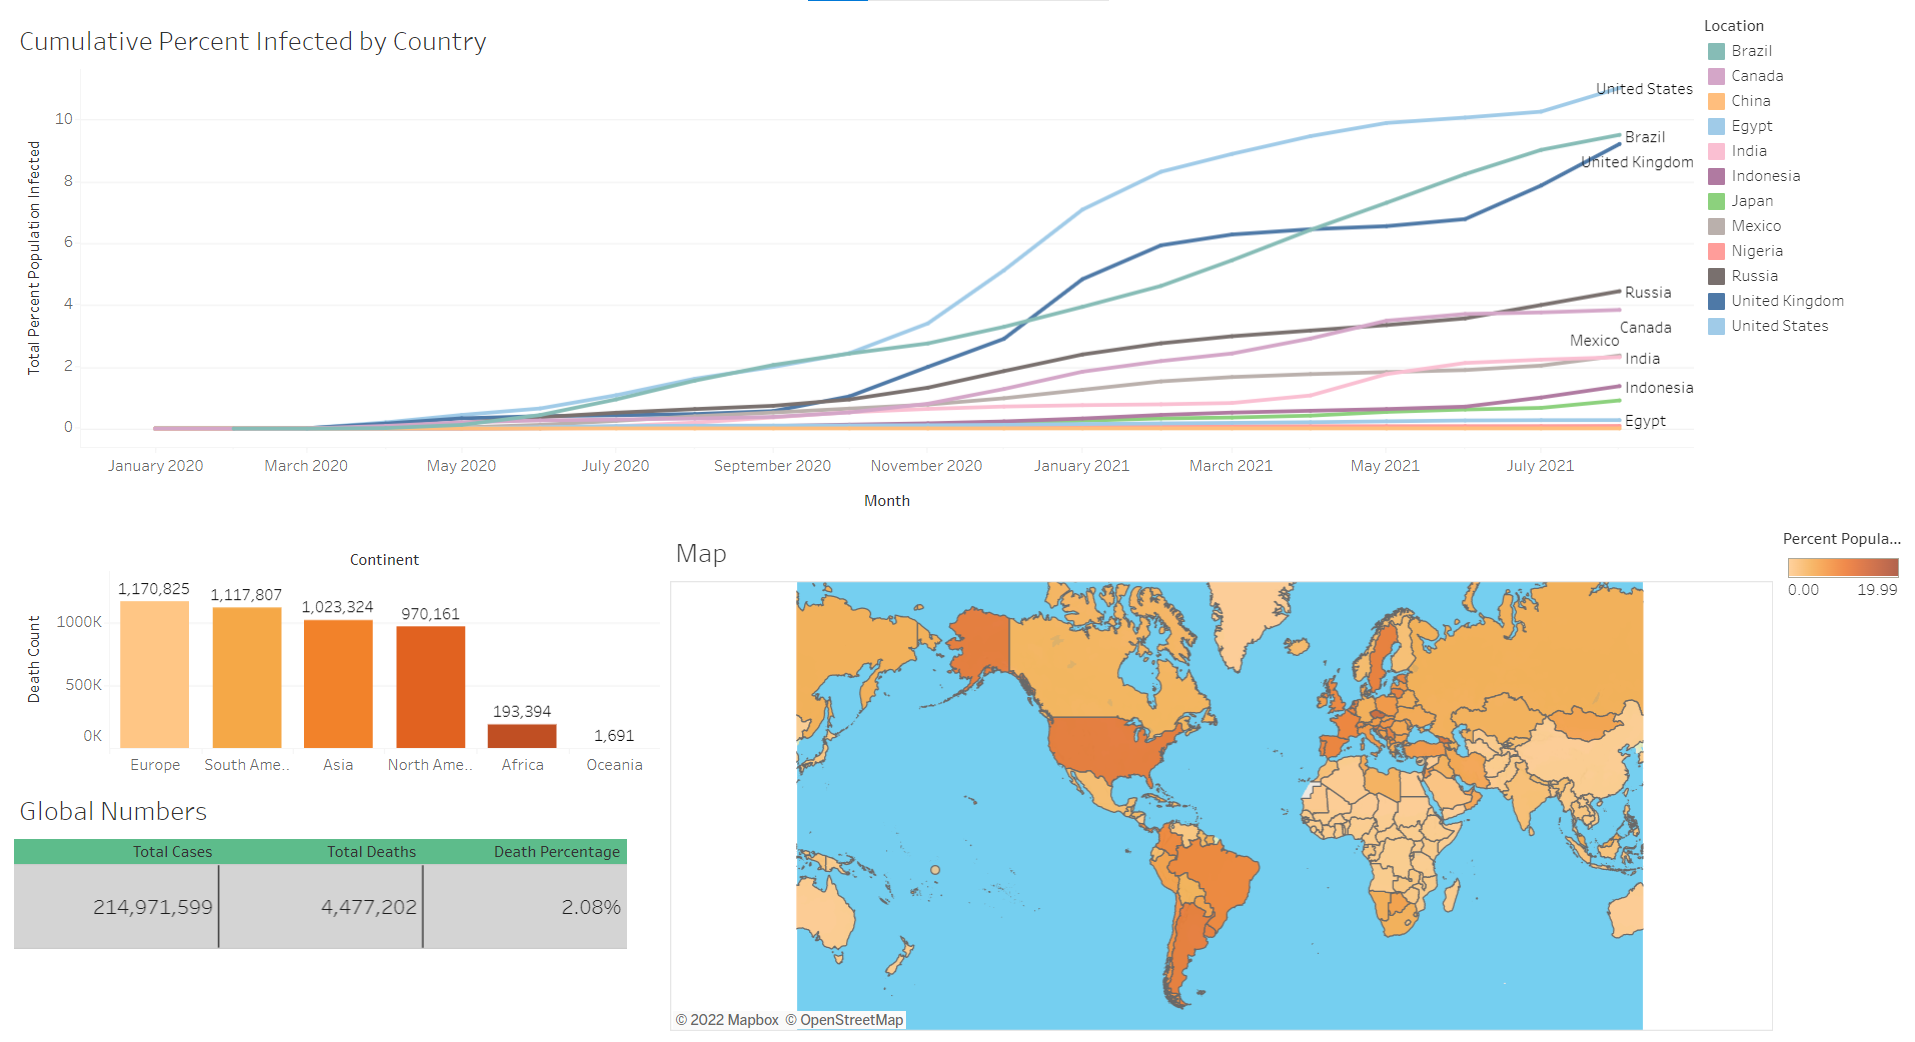 Cumulative Percent Infected by Country
Total Percent Population Infected
10
8
6
4
2
0
United States
Brazil
United Kingdom
Russia
Canada
Mexico
India
Indonesia
Egypt
January 2020 March 2020 May 2020 July 2020 September 2020 November 2020 January 2021 March 2021 May 2021 July 2021
Month
Location
Brazil
Canada
China
Egypt
India
Indonesia
Japan
Mexico
Nigeria
Russia
United Kingdom
United States
Continent
Death Count
1000K
500K
0K
1,170,825 1,117,807 1,023,324 970,161 193,394 1,691
Europe South Ame.. Asia North Ame.. Africa Oceania
Global Numbers
Total Cases Total Deaths Death Percentage
214,971,599 4,477,202 2.08%
Map
© 2022 Mapbox © OpenStreetMap
Percent Popula...
0.00 19.99